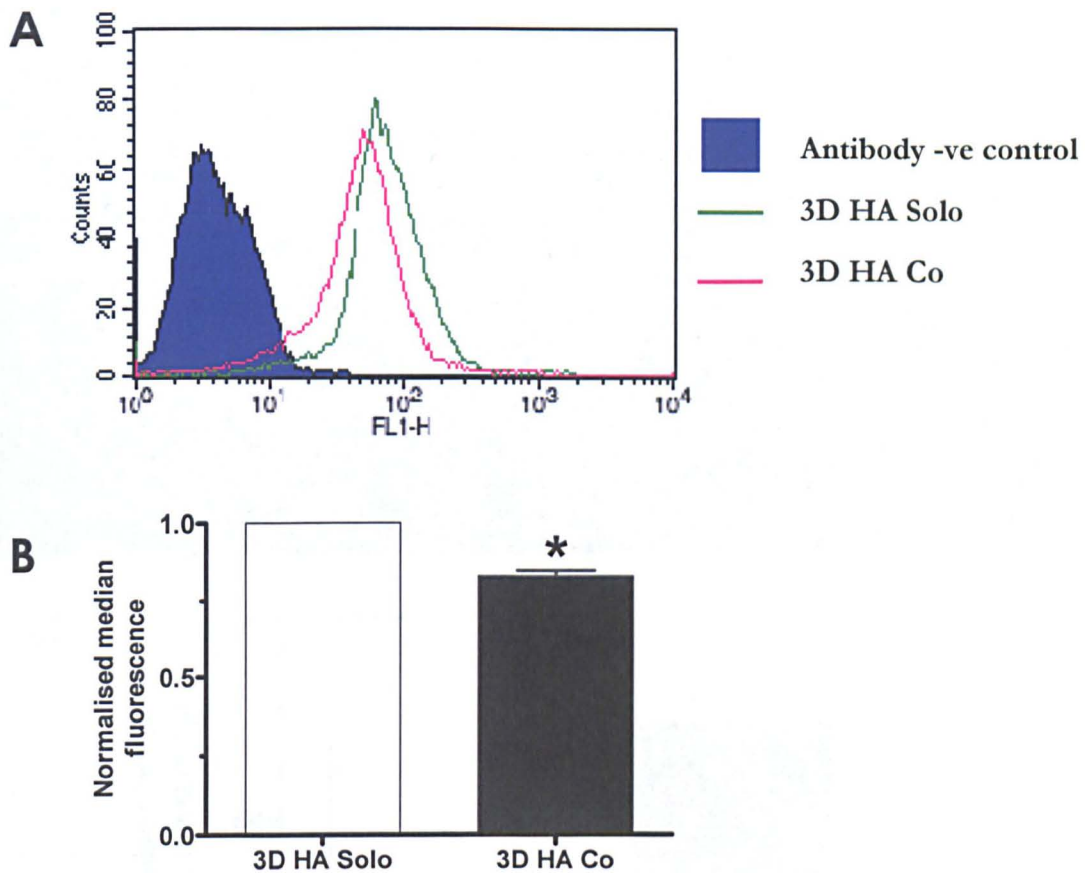 A
100
80
60
40
20
0
Counts
10^0 10^1 10^2 10^3 10^4
FL1-H
Antibody -ve control
3D HA Solo
3D HA Co
B
1.0
0.5
0.0
Normalised median
fluorescence
*
3D HA Solo 3D HA Co